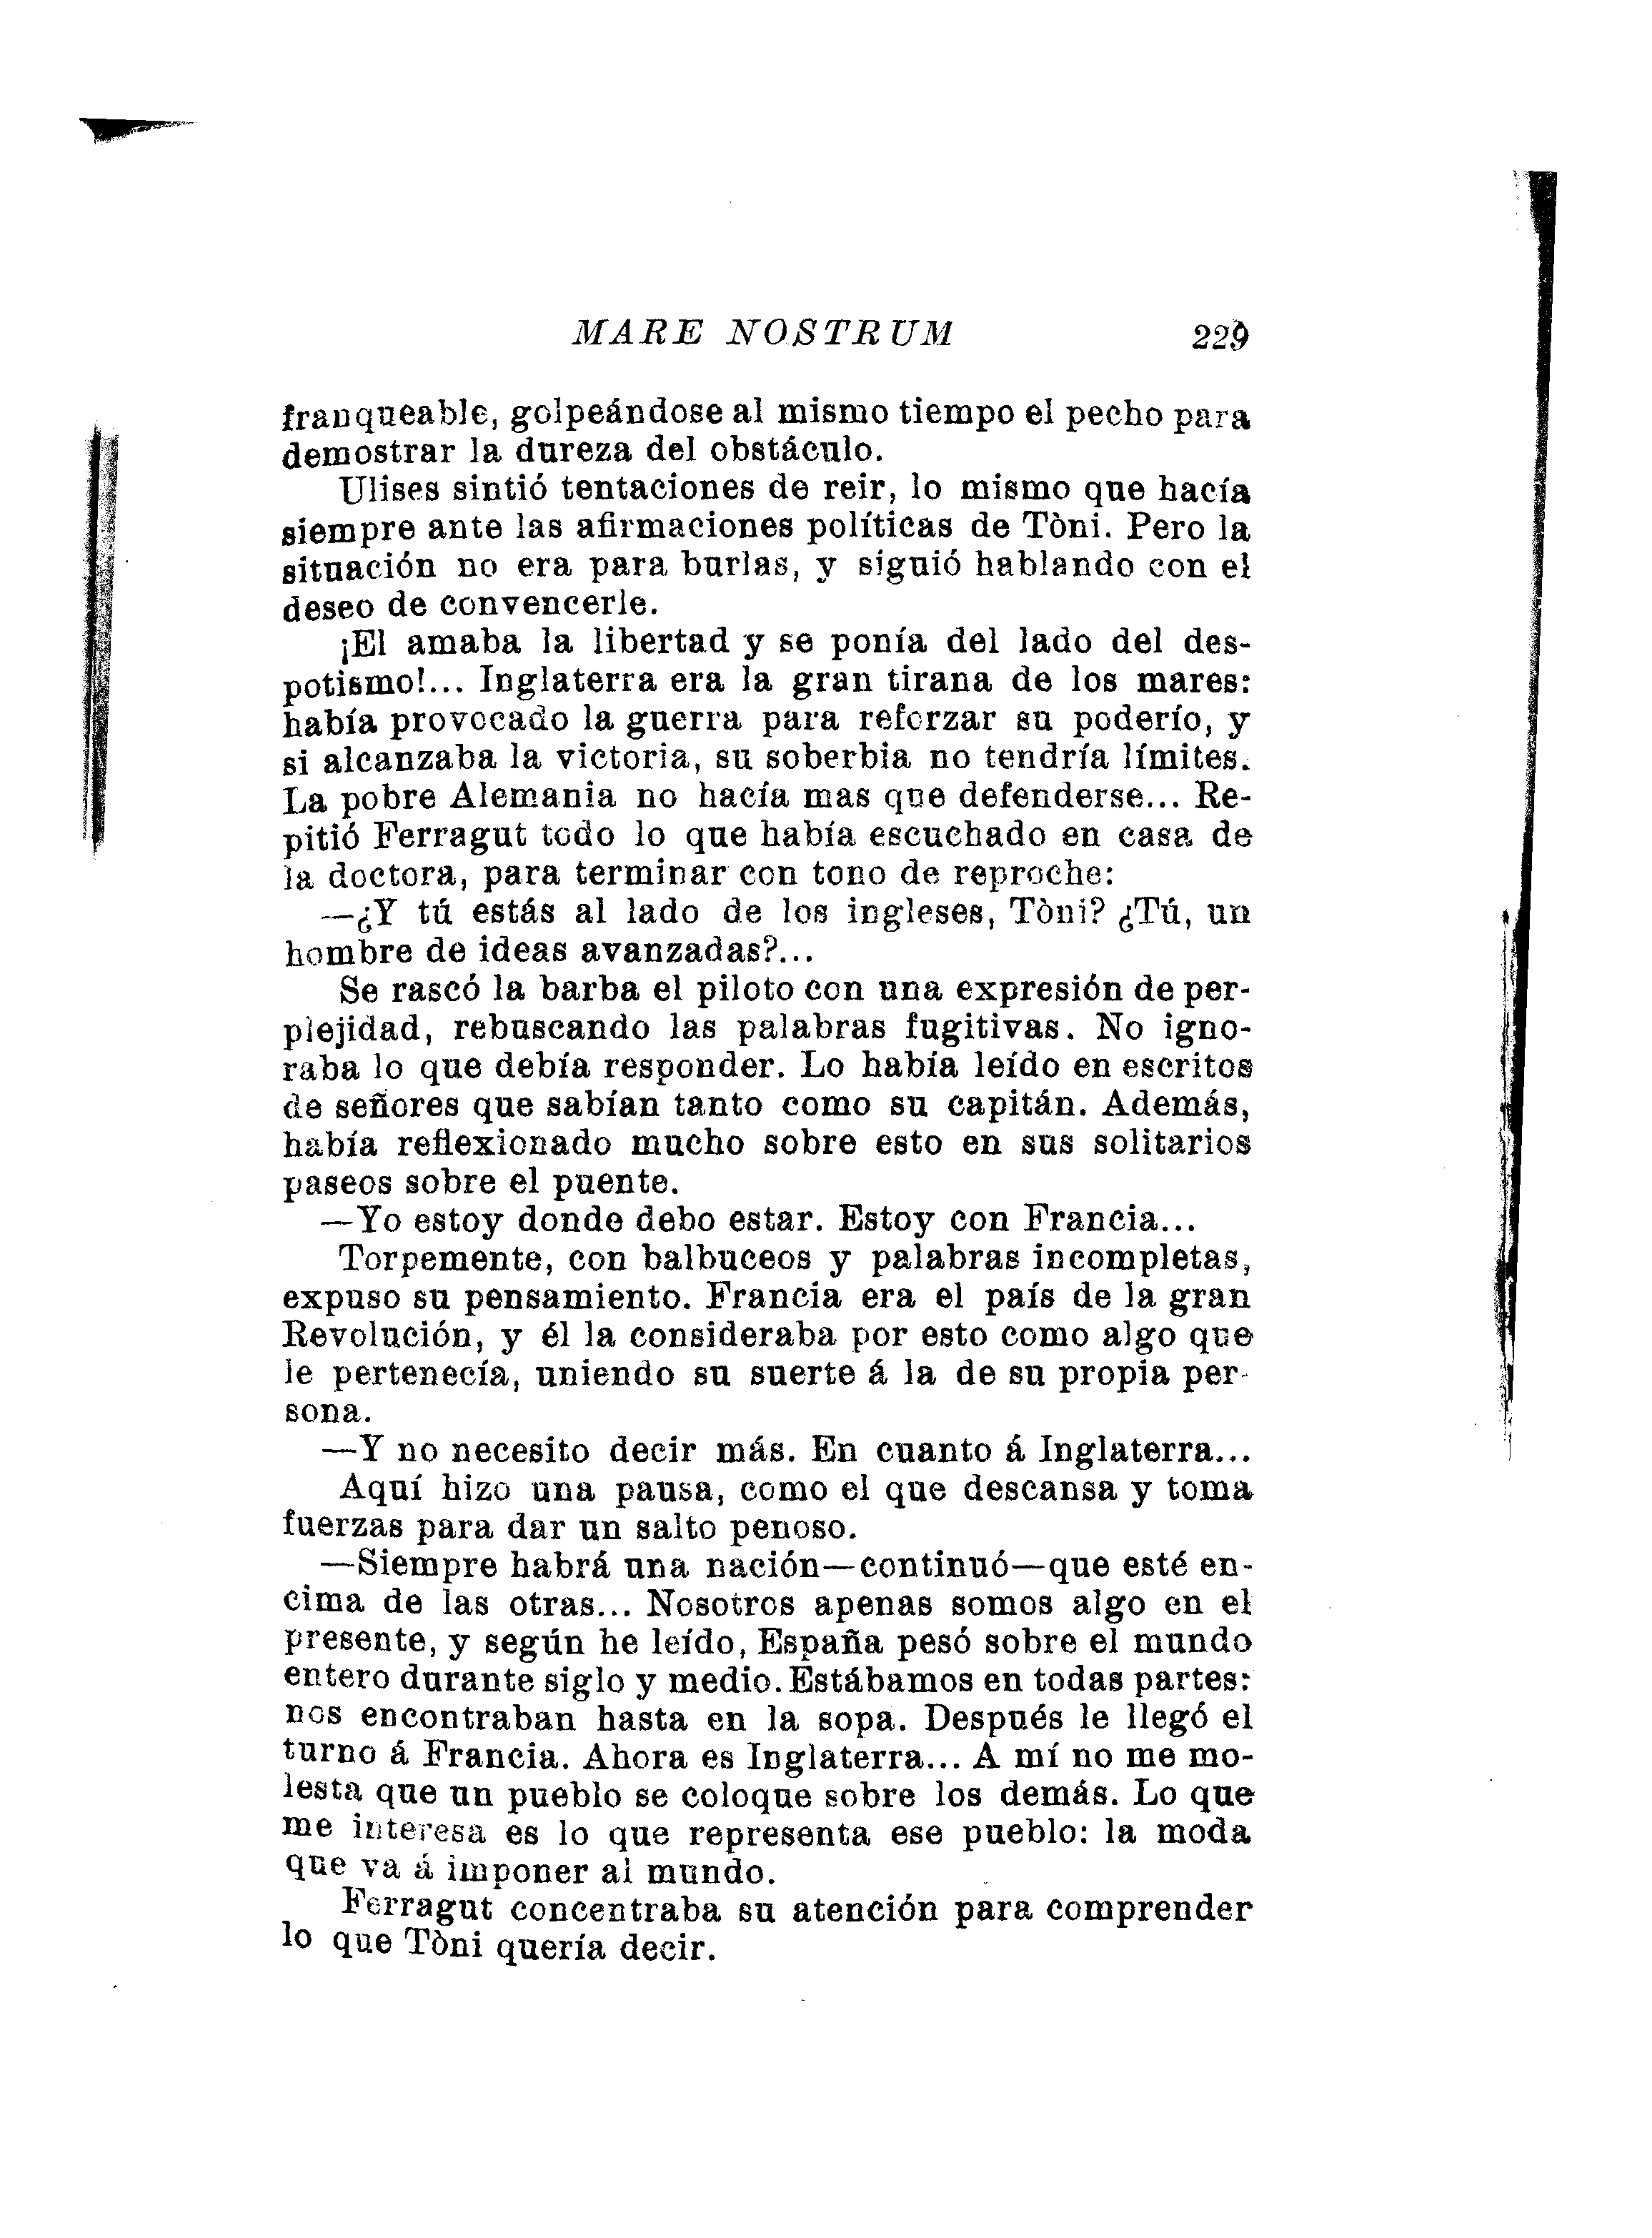 MARE NOSTRUM 229
franqueable, golpeándose al mismo tiempo el pecho para
demostrar la dureza del obstáculo.
Ulises sintió tentaciones de reir, lo mismo que hacía
siempre ante las afirmaciones políticas de Tòni. Pero la
situación no era para burlas, y siguió hablando con el
deseo de convencerle.
¡El amaba la libertad y se ponía del lado del des-
potismo!... Inglaterra era la gran tirana de los mares:
había provocado la guerra para reforzar su poderío, y
si alcanzaba la victoria, su soberbia no tendría límites.
La pobre Alemania no hacía mas que defenderse... Re-
pitió Ferragut todo lo que había escuchado en casa de
la doctora, para terminar con tono de reproche:
—¿Y tú estás al lado de los ingleses, Tòni? ¿Tú, un
hombre de ideas avanzadas?...
Se rascó la barba el piloto con una expresión de per-
plejidad, rebuscando las palabras fugitivas. No igno-
raba lo que debía responder. Lo había leído en escritos
de señores que sabían tanto como su capitán. Además,
había reflexionado mucho sobre esto en sus solitarios
paseos sobre el puente.
—Yo estoy donde debo estar. Estoy con Francia...
Torpemente, con balbuceos y palabras incompletas,
expuso su pensamiento. Francia era el país de la gran
Revolución, y él la consideraba por esto como algo que
le pertenecía, uniendo su suerte á la de su propia per-
sona.
—Y no necesito decir más. En cuanto á Inglaterra...
Aquí hizo una pausa, como el que descansa y toma
fuerzas para dar un salto penoso.
—Siempre habrá una nación—continuó—que esté en-
cima de las otras... Nosotros apenas somos algo en el
presente, y según he leído, España pesó sobre el mundo
entero durante siglo y medio. Estábamos en todas partes:
nos encontraban hasta en la sopa. Después le llegó el
turno á Francia. Ahora es Inglaterra... A mí no me mo-
lesta que un pueblo se coloque sobre los demás. Lo que
me interesa es lo que representa ese pueblo: la moda
que va á imponer al mundo.
Ferragut concentraba su atención para comprender
lo que Tòni quería decir.